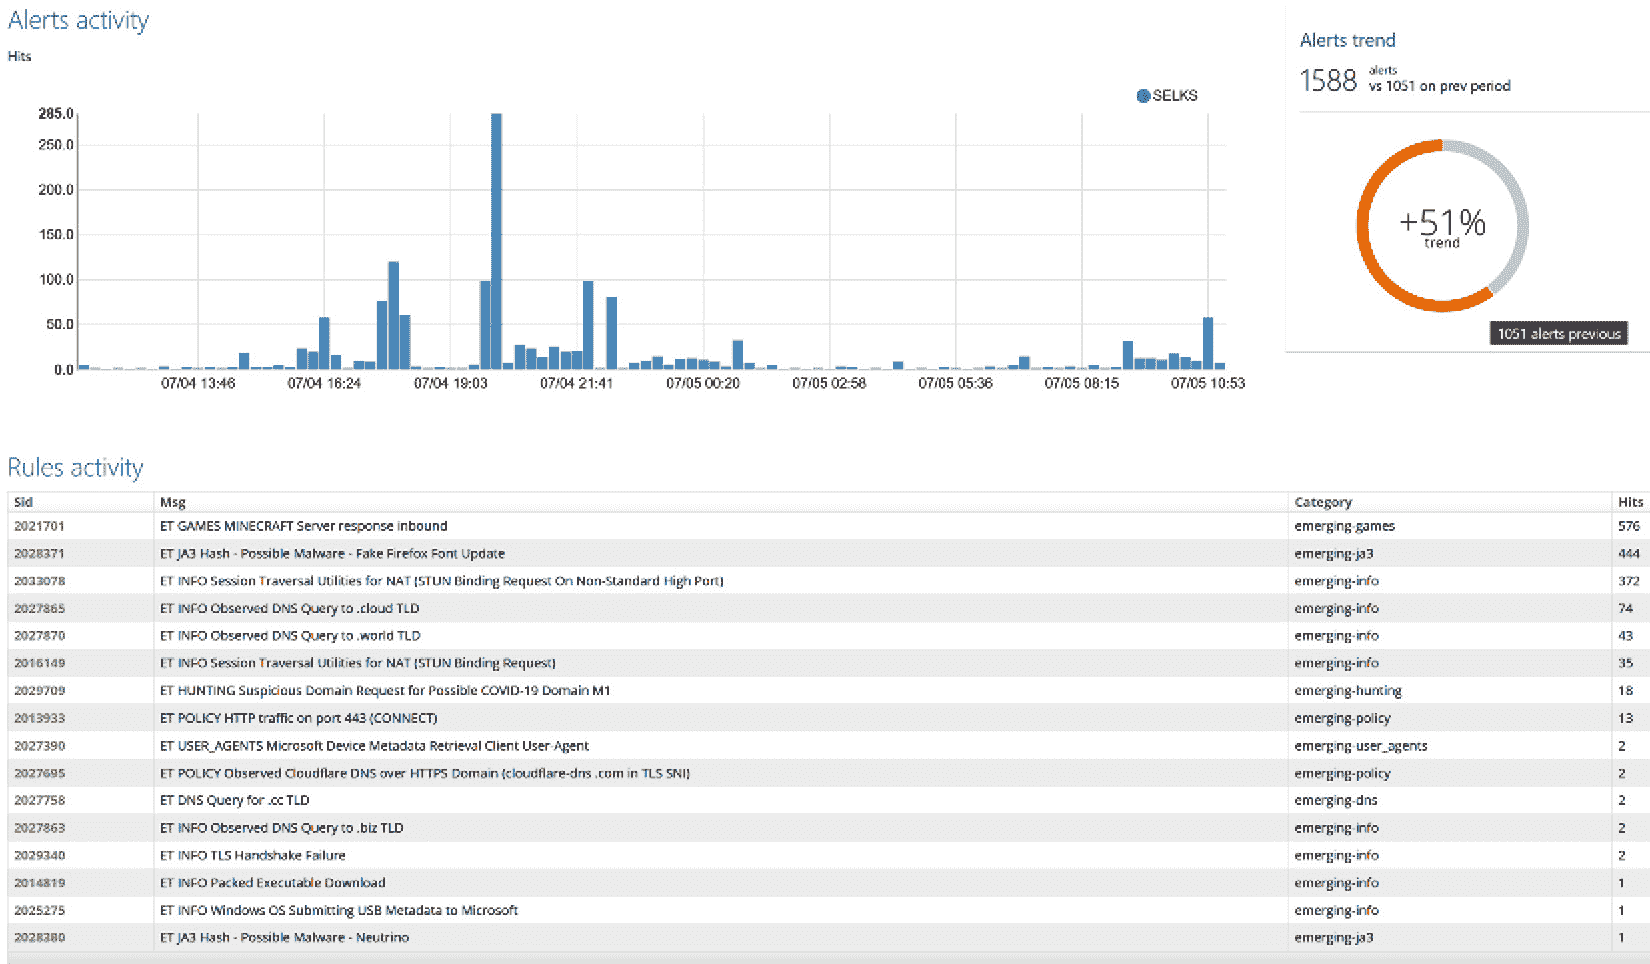 Alerts activity
Hits
SELKS
285.0
250.0
200.0
150.0
100.0
50.0
0.0
07/04 13:46 07/04 16:24 07/04 19:03 07/04 21:41 07/05 00:20 07/05 02:58 07/05 05:36 07/05 08:15 07/05 10:53
Alerts trend
1588 alerts vs 1051 on prev period
+51%
trend
1051 alerts previous
Rules activity
Sid Msg Category Hits
2021701 ET GAMES MINECRAFT Server response inbound emerging-games 576
2028371 ET JA3 Hash - Possible Malware - Fake Firefox Font Update emerging-ja3 444
2033078 ET INFO Session Traversal Utilities for NAT (STUN Binding Request On Non-Standard High Port) emerging-info 372
2027865 ET INFO Observed DNS Query to .cloud TLD emerging-info 74
2027870 ET INFO Observed DNS Query to .world TLD emerging-info 43
2016149 ET INFO Session Traversal Utilities for NAT (STUN Binding Request) emerging-info 35
2029709 ET HUNTING Suspicious Domain Request for Possible COVID-19 Domain M1 emerging-hunting 18
2013933 ET POLICY HTTP traffic on port 443 (CONNECT) emerging-policy 13
2027390 ET USER_AGENTS Microsoft Device Metadata Retrieval Client User-Agent emerging-user_agents 2
2027695 ET POLICY Observed Cloudflare DNS over HTTPS Domain (cloudflare-dns .com in TLS SNI) emerging-policy 2
2027758 ET DNS Query for .cc TLD emerging-dns 2
2027863 ET INFO Observed DNS Query to .biz TLD emerging-info 2
2029340 ET INFO TLS Handshake Failure emerging-info 2
2014819 ET INFO Packed Executable Download emerging-info 1
2025275 ET INFO Windows OS Submitting USB Metadata to Microsoft emerging-info 1
2028380 ET JA3 Hash - Possible Malware - Neutrino emerging-ja3 1